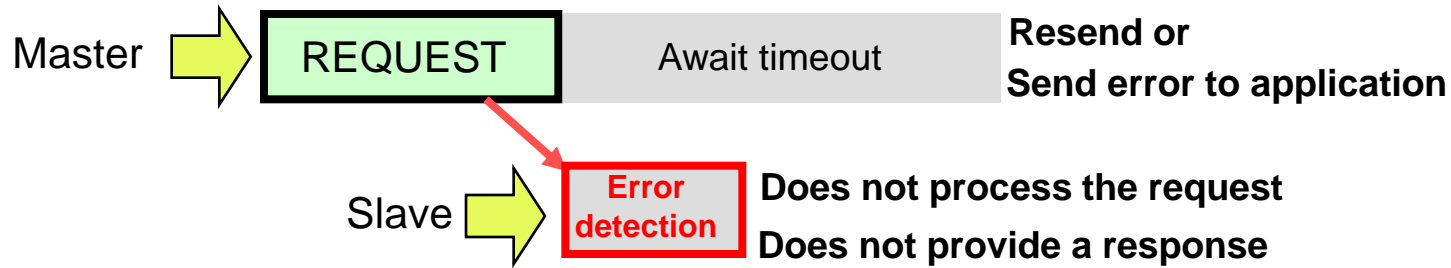 Master
REQUEST
Await timeout
Resend or
Send error to application
Slave
Error
detection
Does not process the request
Does not provide a response